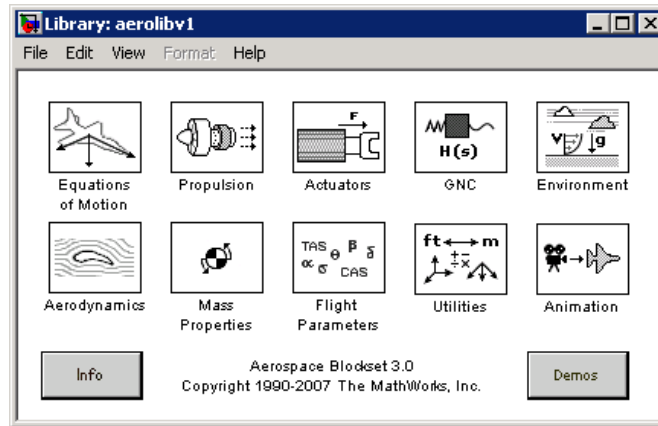 Library: aerolibv1
File Edit View Format Help
F
H(s)
V g
Equations
of Motion
Propulsion
Actuators
GNC
Environment
TAS θ β δ
α σ CAS
ft m
Aerodynamics
Mass
Properties
Flight
Parameters
Utilities
Animation
Info
Aerospace Blockset 3.0
Copyright 1990-2007 The MathWorks, Inc.
Demos